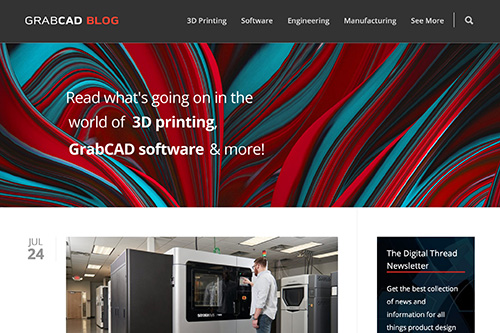 GRABCAD BLOG
3D Printing Software Engineering Manufacturing See More
Read what's going on in the
world of 3D printing,
GrabCAD software & more!
JUL
24
The Digital Thread
Newsletter
Get the best collection
of news and
information for all
things product design